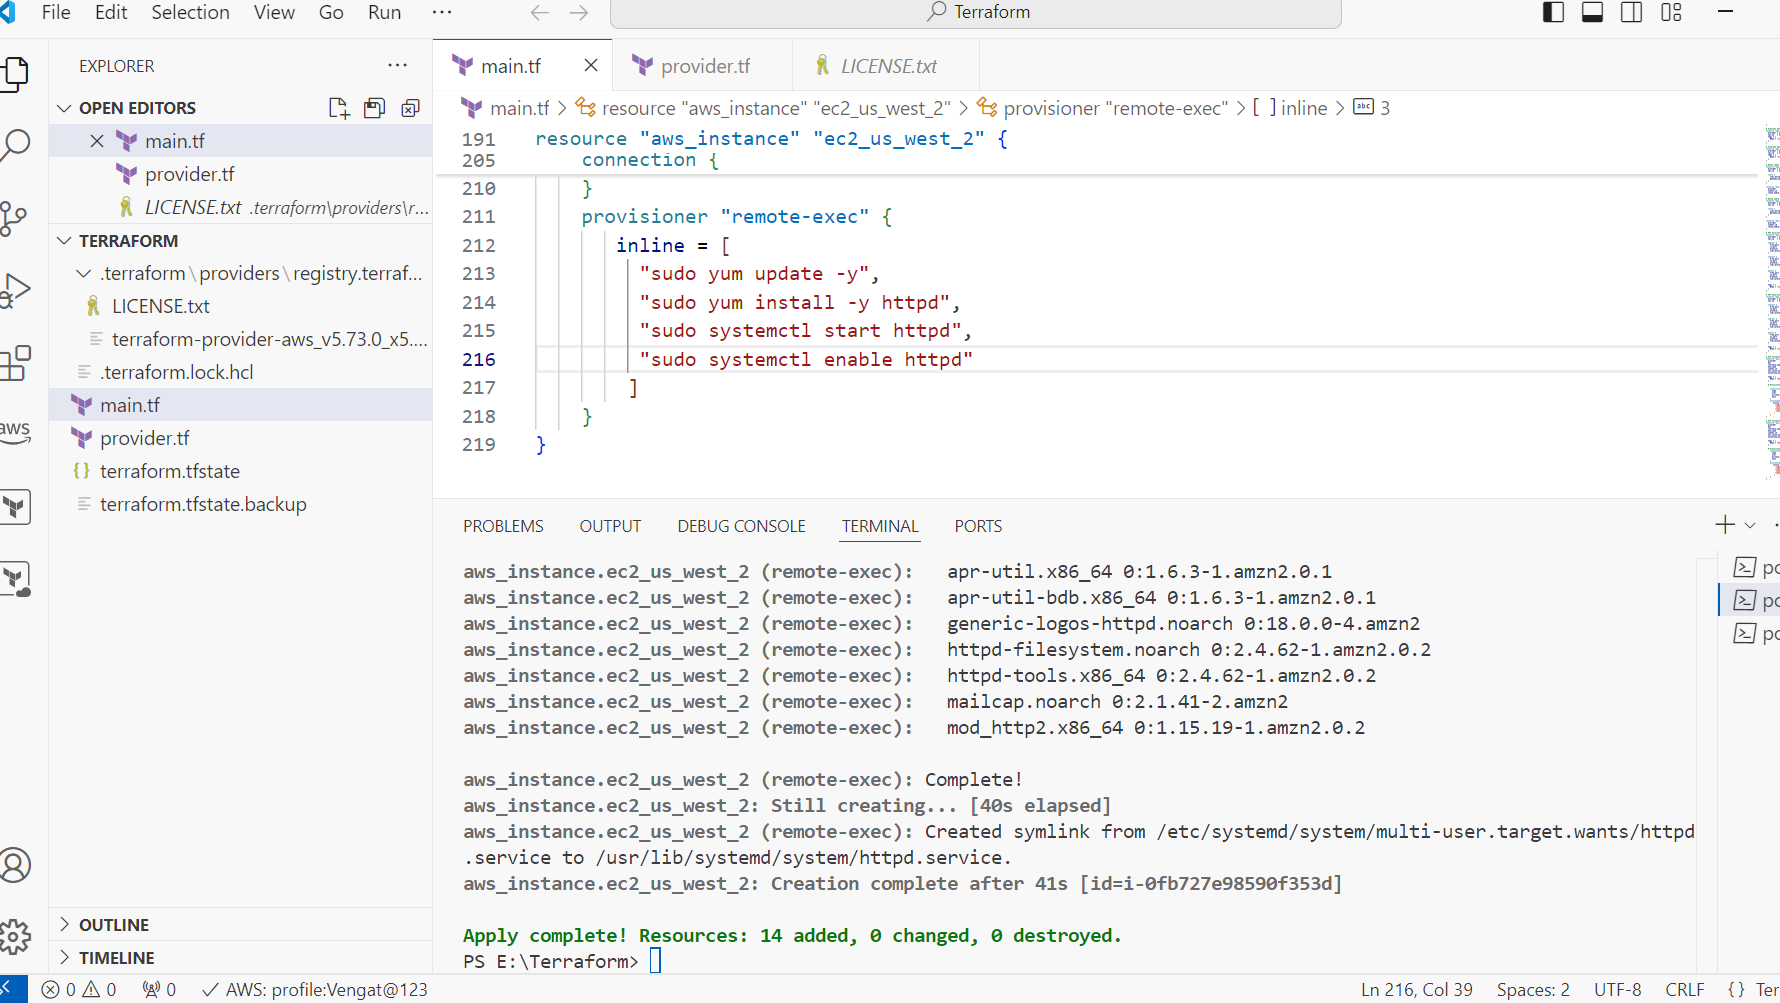 File Edit Selection View Go Run ··· Terraform
EXPLORER ···
OPEN EDITORS
main.tf
provider.tf
LICENSE.txt .terraform\providers\r...
TERRAFORM
.terraform\providers\registry.terraf...
LICENSE.txt
terraform-provider-aws_v5.73.0_x5....
.terraform.lock.hcl
main.tf
provider.tf
{} terraform.tfstate
terraform.tfstate.backup
OUTLINE
TIMELINE
aws
main.tf provider.tf LICENSE.txt
main.tf > resource "aws_instance" "ec2_us_west_2" > provisioner "remote-exec" > [ ] inline > abc 3
191 resource "aws_instance" "ec2_us_west_2" {
205 connection {
210 }
211 provisioner "remote-exec" {
212 inline = [
213 "sudo yum update -y",
214 "sudo yum install -y httpd",
215 "sudo systemctl start httpd",
216 "sudo systemctl enable httpd"
217 ]
218 }
219 }
PROBLEMS OUTPUT DEBUG CONSOLE TERMINAL PORTS
aws_instance.ec2_us_west_2 (remote-exec): apr-util.x86_64 0:1.6.3-1.amzn2.0.1
aws_instance.ec2_us_west_2 (remote-exec): apr-util-bdb.x86_64 0:1.6.3-1.amzn2.0.1
aws_instance.ec2_us_west_2 (remote-exec): generic-logos-httpd.noarch 0:18.0.0-4.amzn2
aws_instance.ec2_us_west_2 (remote-exec): httpd-filesystem.noarch 0:2.4.62-1.amzn2.0.2
aws_instance.ec2_us_west_2 (remote-exec): httpd-tools.x86_64 0:2.4.62-1.amzn2.0.2
aws_instance.ec2_us_west_2 (remote-exec): mailcap.noarch 0:2.1.41-2.amzn2
aws_instance.ec2_us_west_2 (remote-exec): mod_http2.x86_64 0:1.15.19-1.amzn2.0.2
aws_instance.ec2_us_west_2 (remote-exec): Complete!
aws_instance.ec2_us_west_2: Still creating... [40s elapsed]
aws_instance.ec2_us_west_2 (remote-exec): Created symlink from /etc/systemd/system/multi-user.target.wants/httpd
.service to /usr/lib/systemd/system/httpd.service.
aws_instance.ec2_us_west_2: Creation complete after 41s [id=i-0fb727e98590f353d]
Apply complete! Resources: 14 added, 0 changed, 0 destroyed.
PS E:\Terraform>
po
po
po
0 0 0 AWS: profile:Vengat@123 Ln 216, Col 39 Spaces: 2 UTF-8 CRLF {} Ter